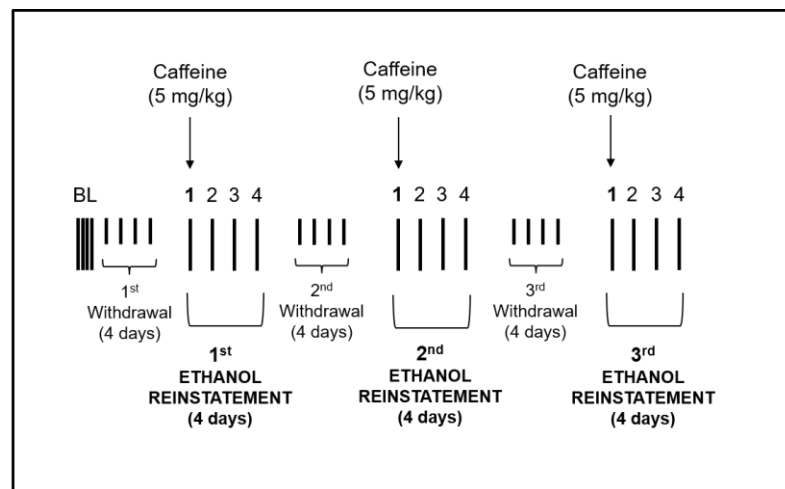 Caffeine
(5 mg/kg)
Caffeine
(5 mg/kg)
Caffeine
(5 mg/kg)
BL
1 2 3 4
1 2 3 4
1 2 3 4
1st
Withdrawal
(4 days)
2nd
Withdrawal
(4 days)
3rd
Withdrawal
(4 days)
1st
ETHANOL
REINSTATEMENT
(4 days)
2nd
ETHANOL
REINSTATEMENT
(4 days)
3rd
ETHANOL
REINSTATEMENT
(4 days)